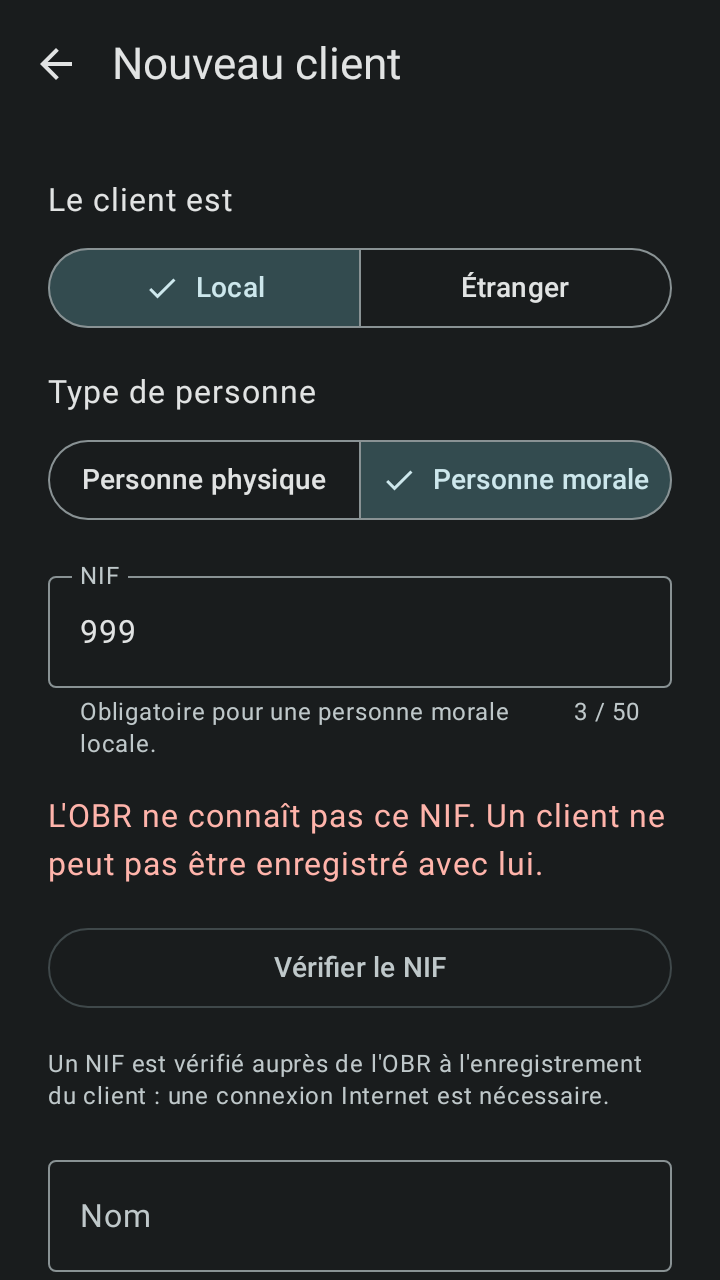 Nouveau client
Le client est
Local
Étranger
Type de personne
Personne physique
Personne morale
NIF
999
Obligatoire pour une personne morale
locale.
3 / 50
L'OBR ne connaît pas ce NIF. Un client ne
peut pas être enregistré avec lui.
Vérifier le NIF
Un NIF est vérifié auprès de l'OBR à l'enregistrement
du client : une connexion Internet est nécessaire.
Nom